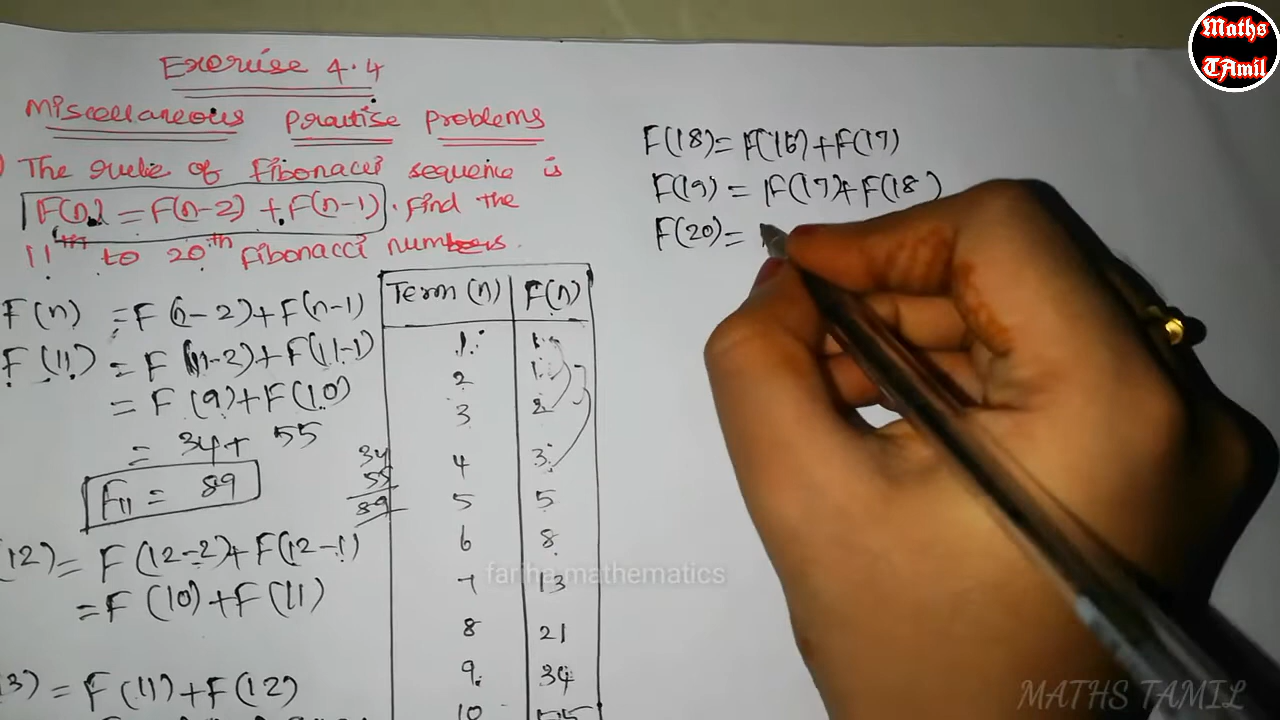 Maths
TAmil
Exercise 4.4
Miscellaneous Practise Problems
) The rule of Fibonacci sequence is
F(n) = F(n-2) + F(n-1). Find the
11th to 20th Fibonacci numbers.
F(n) = F(n-2)+F(n-1)
F(11) = F(11-2)+F(11-1)
= F(9)+F(10)
= 34+ 55
F11 = 89
34
55
89
(12)= F(12-2)+F(12-1)
=F(10)+F(11)
3) = F(11)+F(12)
Term (n) F(n)
1 1
2 1
3 2
4 3
5 5
6 8
7 13
8 21
9 34
10 55
F(18)= F(16)+F(17)
F(19) = F(17)+F(18)
F(20)=
fariha mathematics
MATHS TAMIL